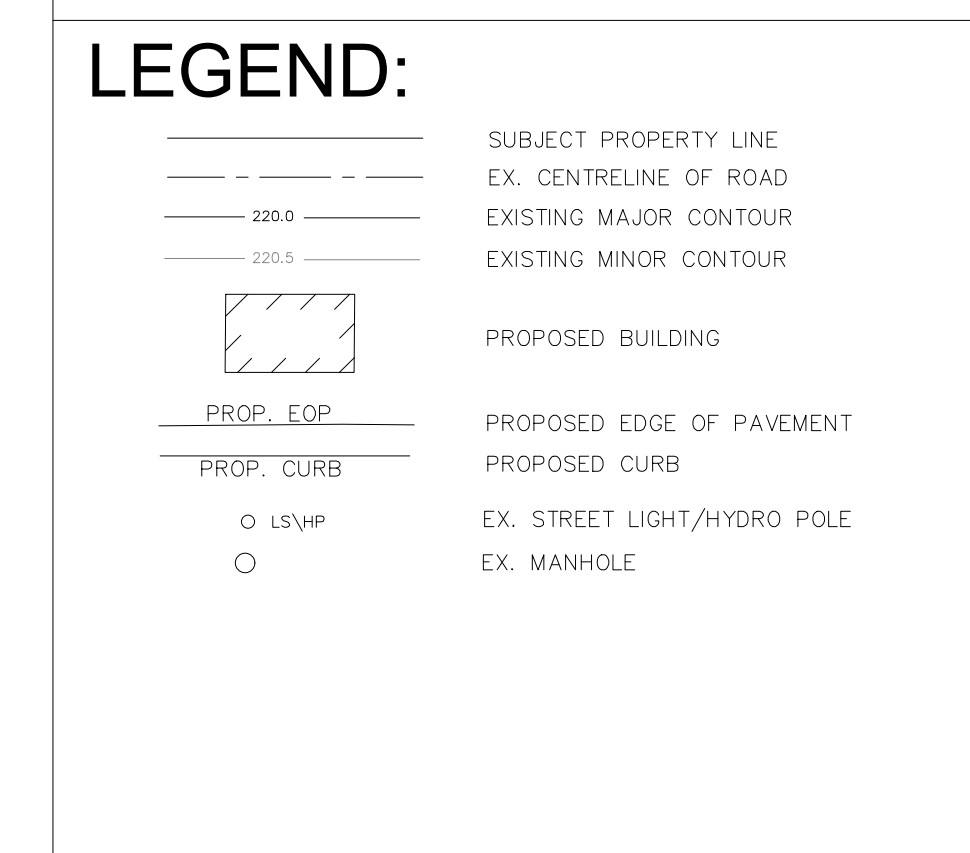 LEGEND:
SUBJECT PROPERTY LINE
EX. CENTRELINE OF ROAD
220.0 EXISTING MAJOR CONTOUR
220.5 EXISTING MINOR CONTOUR
PROPOSED BUILDING
PROP. EOP PROPOSED EDGE OF PAVEMENT
PROP. CURB PROPOSED CURB
LS\HP EX. STREET LIGHT/HYDRO POLE
EX. MANHOLE